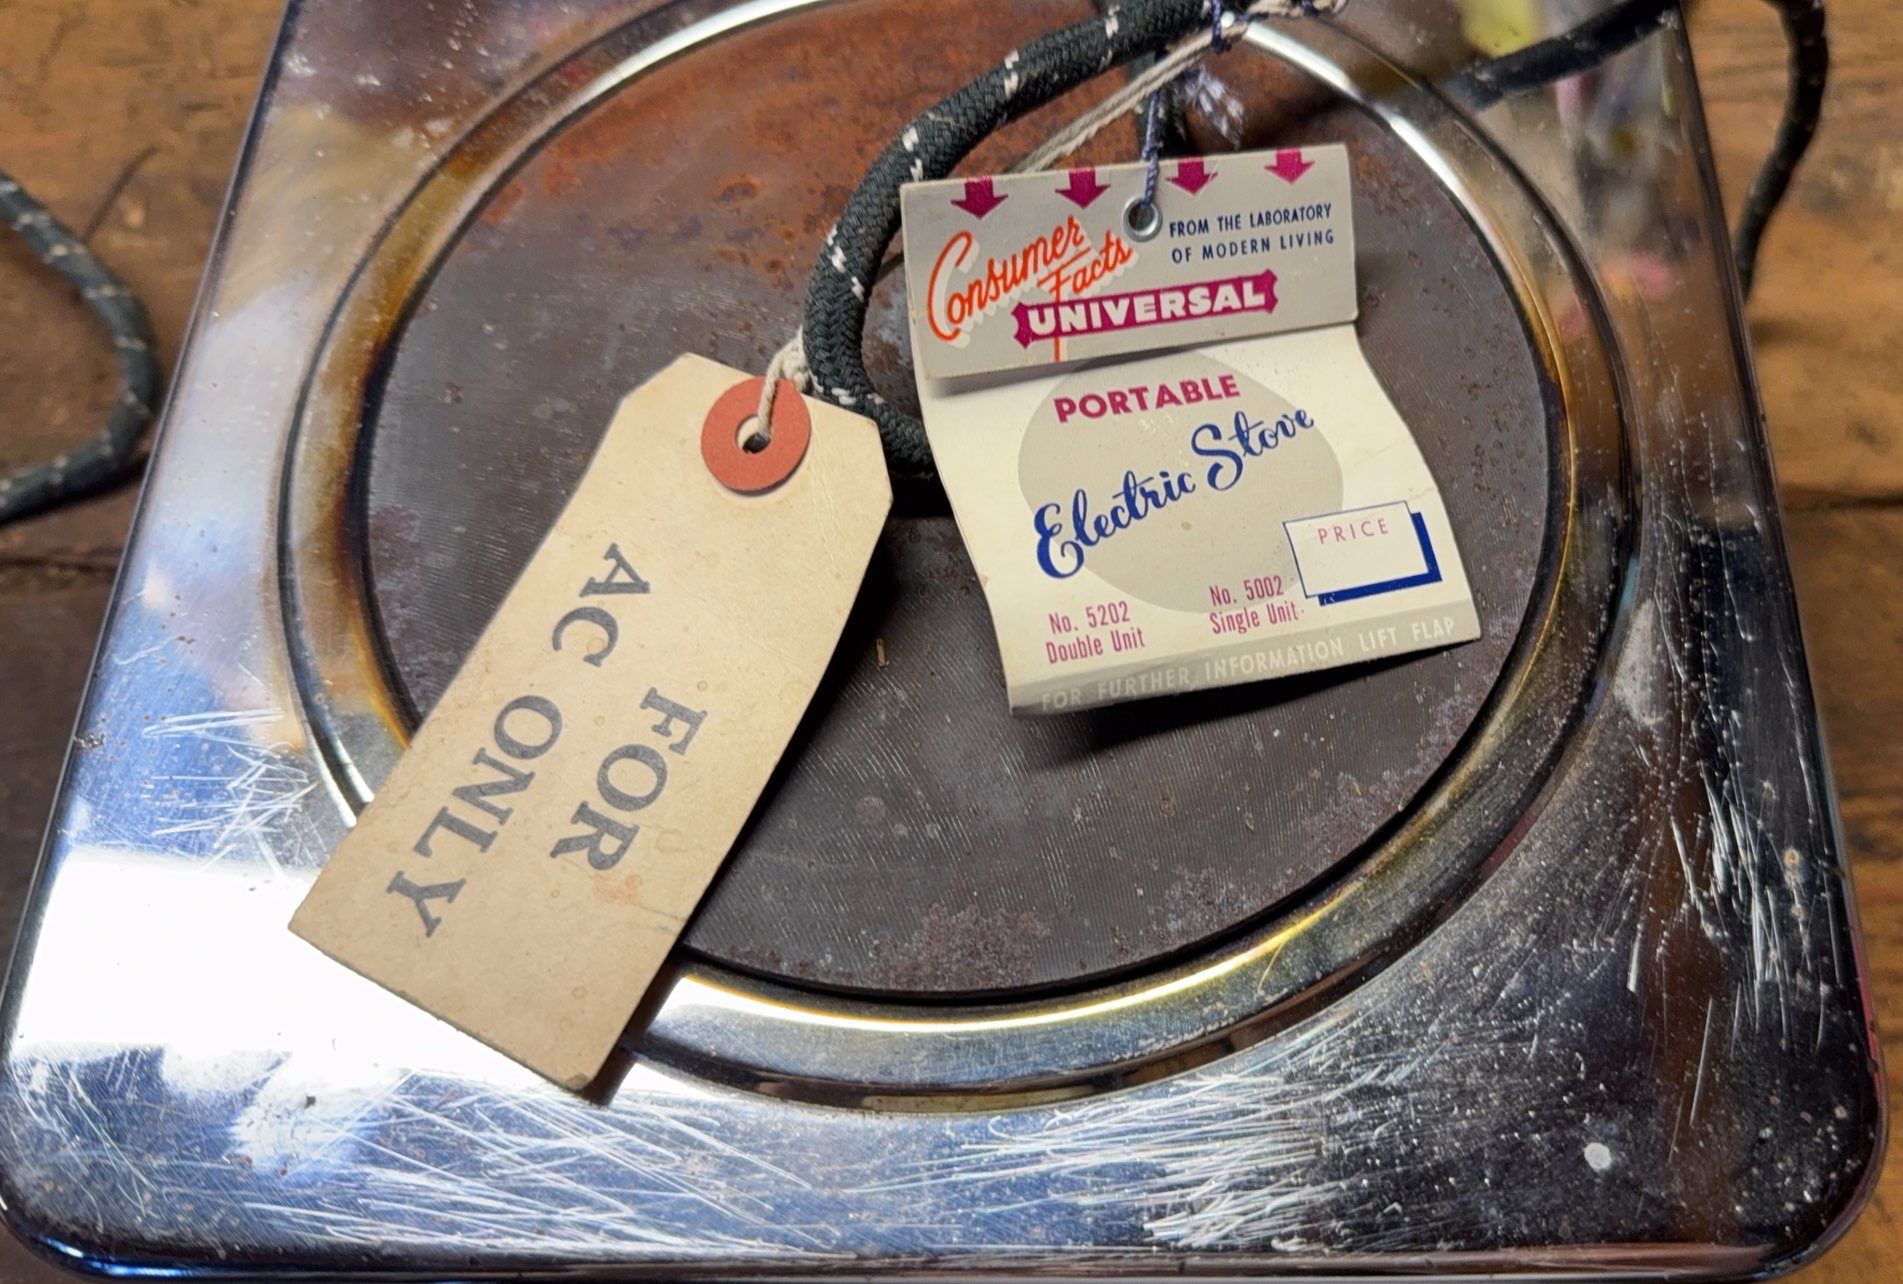 FOR
AC ONLY
Consumer
Facts
FROM THE LABORATORY
OF MODERN LIVING
UNIVERSAL
PORTABLE
Electric Stove
PRICE
No. 5202
Double Unit
No. 5002
Single Unit
FOR FURTHER INFORMATION LIFT FLAP